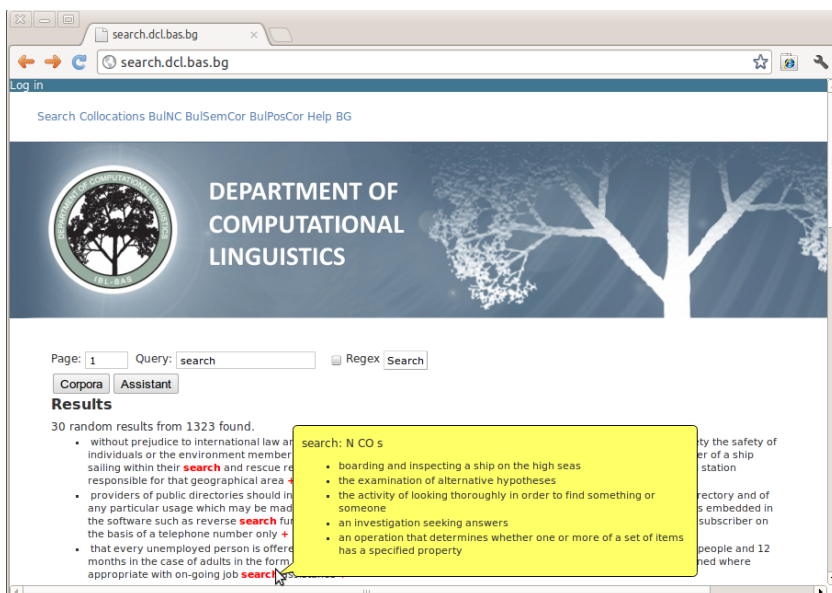 search.dcl.bas.bg
search.dcl.bas.bg
Log in
Search Collocations BulNC BulSemCor BulPosCor Help BG
DEPARTMENT OF COMPUTATIONAL LINGUISTICS
IBL-BAS
DEPARTMENT OF
COMPUTATIONAL
LINGUISTICS
Page: 1 Query: search Regex Search
Corpora Assistant
Results
30 random results from 1323 found.
without prejudice to international law ety the safety of
individuals or the environment member er of a ship
sailing within their search and rescue station
responsible for that geographical area +
providers of public directories should in rectory and of
any particular usage which may be mad s embedded in
the software such as reverse search subscriber on
the basis of a telephone number only +
that every unemployed person is people and 12
months in the case of adults in the form ned where
appropriate with on-going job search
search: N CO s
boarding and inspecting a ship on the high seas
the examination of alternative hypotheses
the activity of looking thoroughly in order to find something or
someone
an investigation seeking answers
an operation that determines whether one or more of a set of items
has a specified property